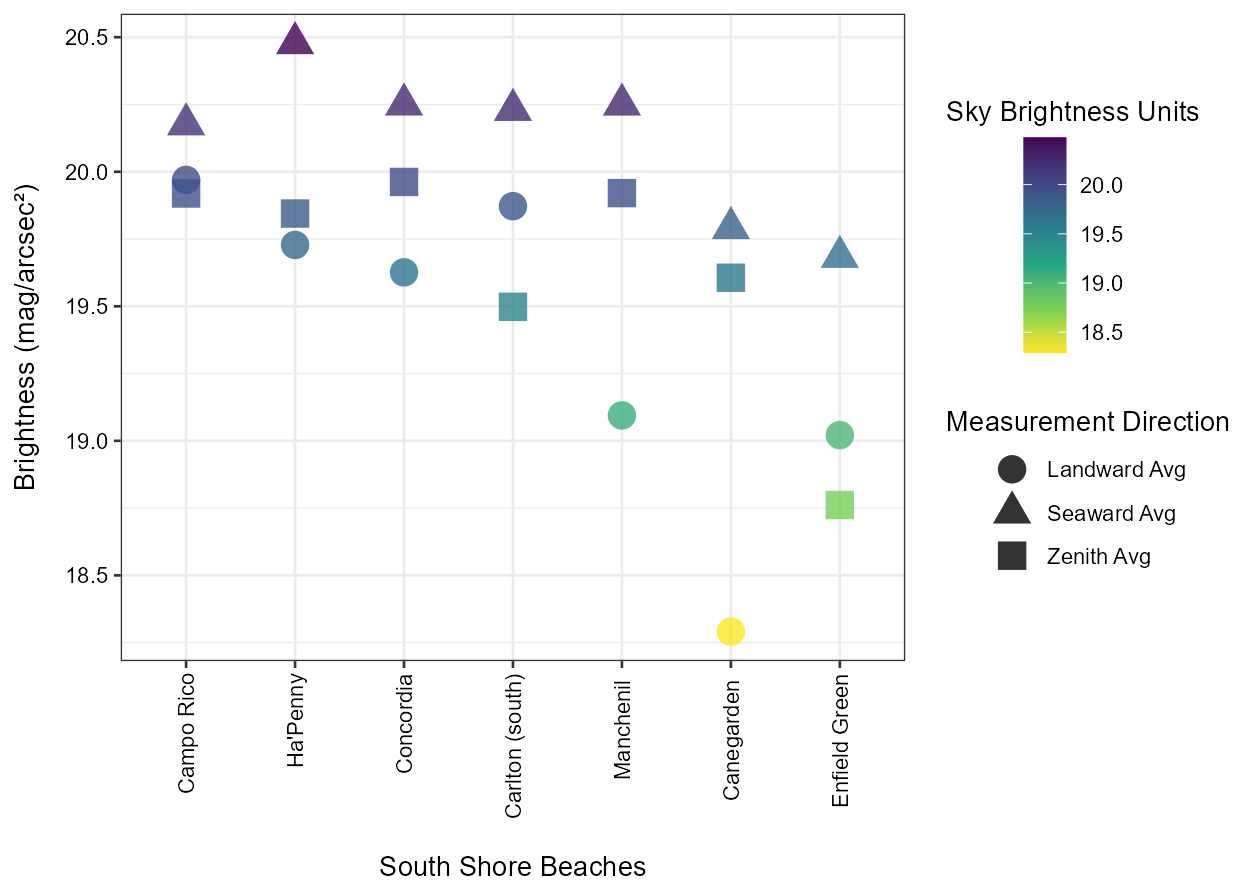 Brightness (mag/arcsec²)
20.5
20.0
19.5
19.0
18.5
Campo Rico
Ha'Penny
Concordia
Carlton (south)
Manchenil
Canegarden
Enfield Green
South Shore Beaches
Sky Brightness Units
20.0
19.5
19.0
18.5
Measurement Direction
Landward Avg
Seaward Avg
Zenith Avg